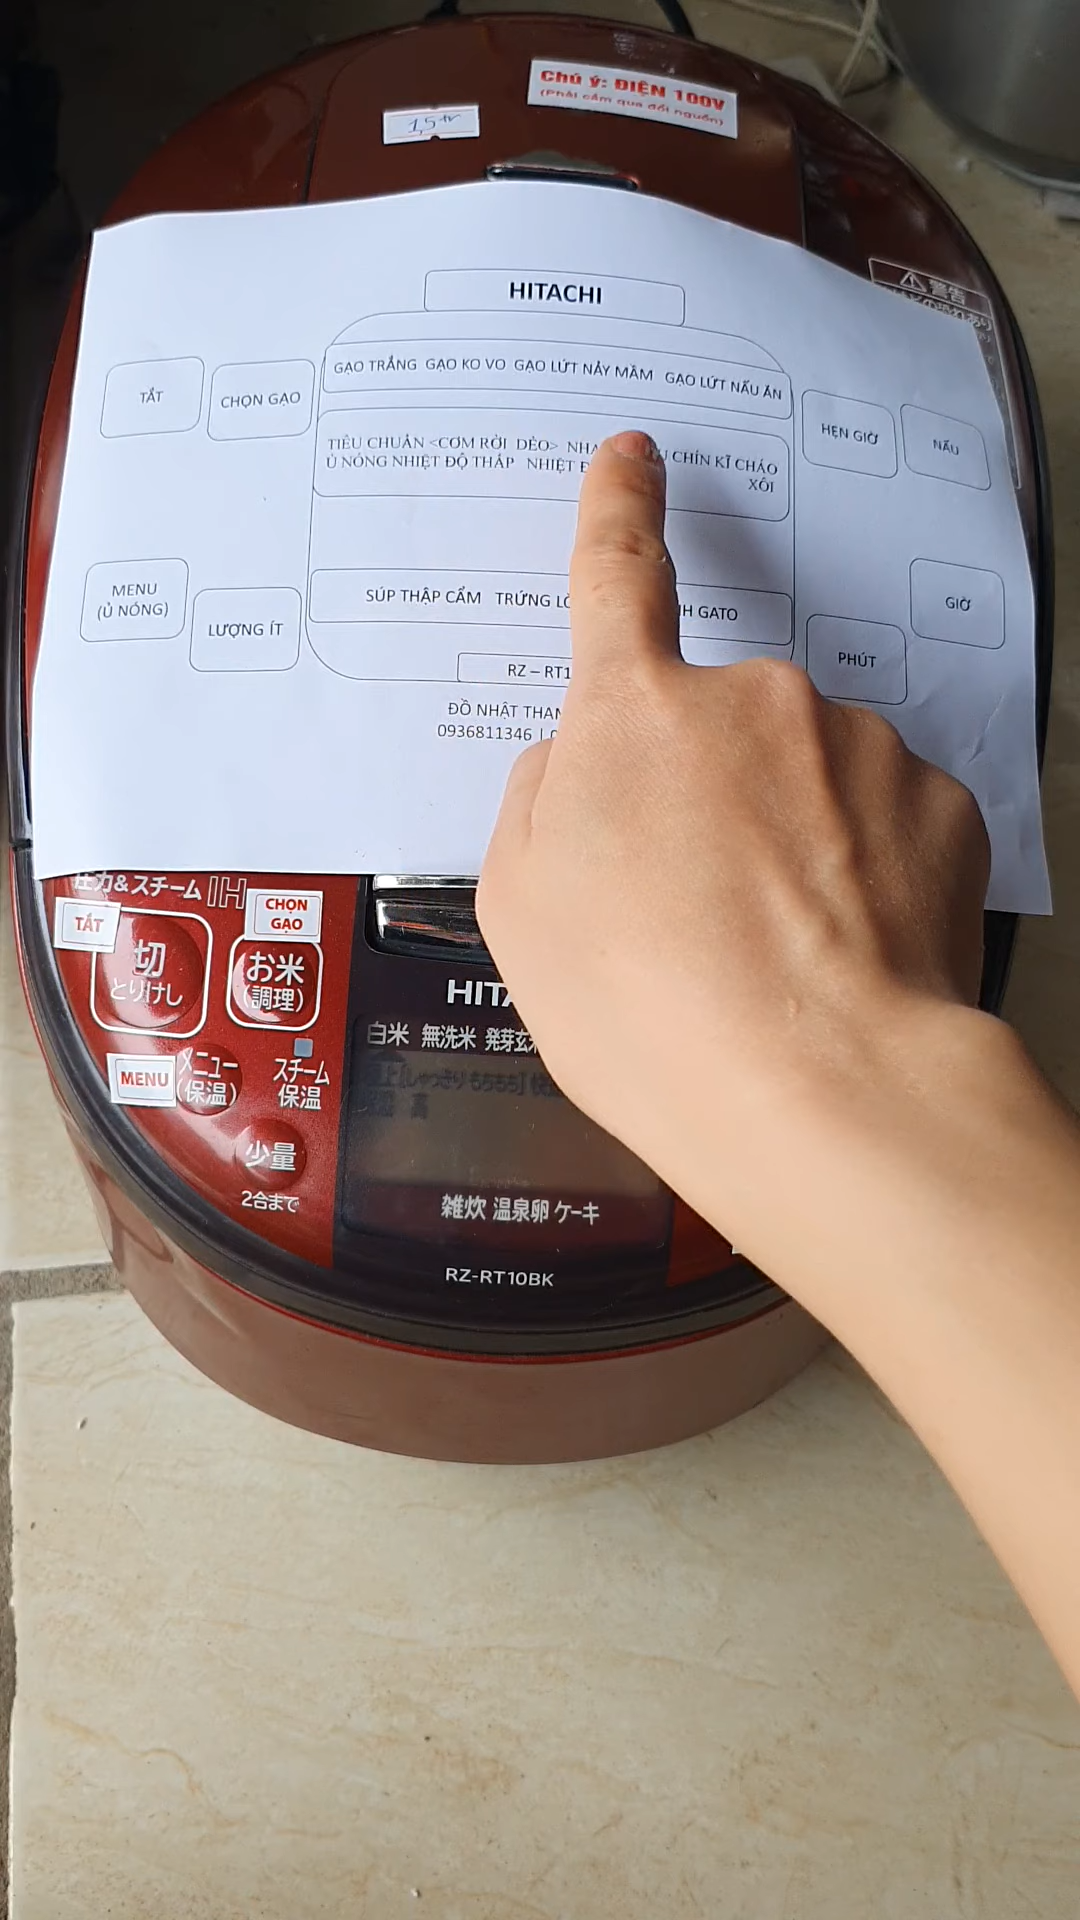 Chú ý: ĐIỆN 100V
(Phải cắm qua đổi nguồn)
1,5tr
警告
HITACHI
GẠO TRẮNG GẠO KO VO GẠO LỨT NẢY MẦM GẠO LỨT NẤU ĂN
TẮT
CHỌN GẠO
HẸN GIỜ
NẤU
TIÊU CHUẨN <CƠM RỜI DẺO> CHÍN KĨ CHÁO
Ủ NÓNG NHIỆT ĐỘ THẤP NHIỆT
XÔI
MENU
(Ủ NÓNG)
LƯỢNG ÍT
SÚP THẬP CẨM TRỨNG GATO
GIỜ
PHÚT
RZ – RT1
ĐỒ NHẬT
0936811346 |
圧力&スチーム IH
TẮT
CHỌN
GẠO
切
とりけし
お米
(調理)
MENU
メニュー
(保温)
スチーム
保温
少量
2合まで
白米 無洗米
雑炊 温泉卵 ケーキ
RZ-RT10BK